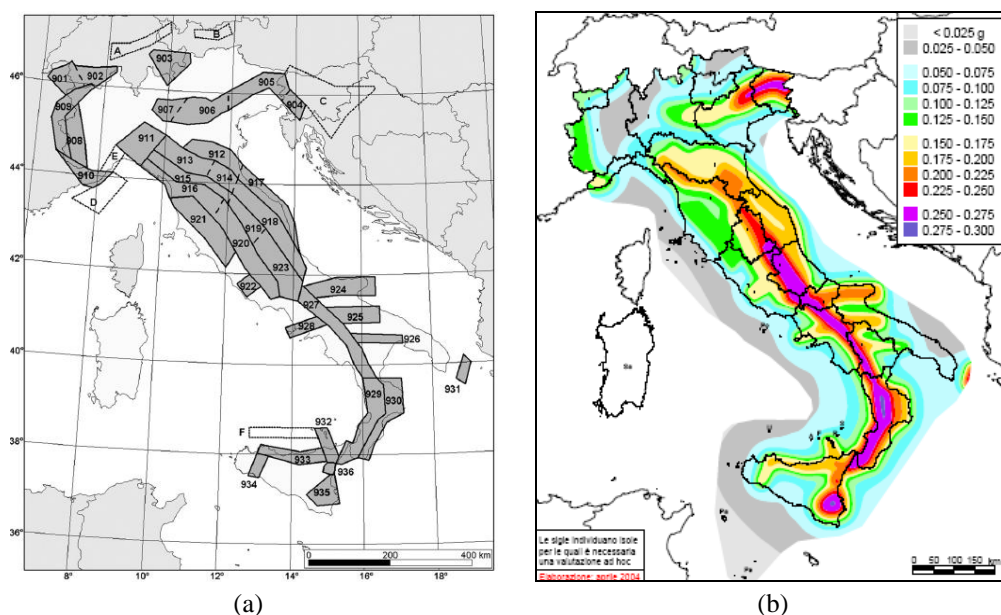 A
B
901
902
903
46°
905
909
907
906
904
C
908
911
E
912
44°
913
910
915
914
917
916
D
921
918
919
920
42°
923
922
924
927
925
928
926
40°
931
929
930
932
38°
F
933
936
934
935
36°
0
200
400 km
8°
10°
12°
14°
16°
18°
(a)
< 0.025 g
0.025 - 0.050
0.050 - 0.075
0.075 - 0.100
0.100 - 0.125
0.125 - 0.150
0.150 - 0.175
0.175 - 0.200
0.200 - 0.225
0.225 - 0.250
0.250 - 0.275
0.275 - 0.300
Sa
U
Pa
Pe
Le sigle individuano isole
per le quali è necessaria
una valutazione ad hoc
Elaborazione: aprile 2004
0 50 100 150 km
(b)